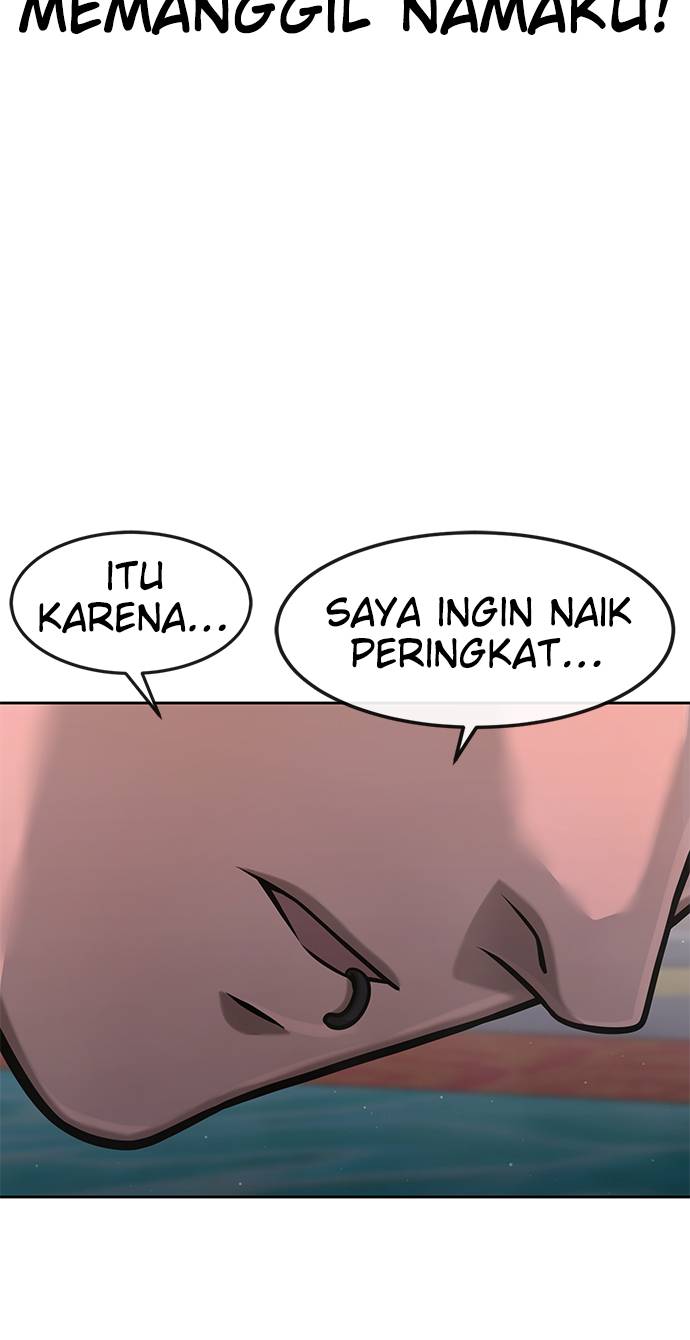 MEMANGGIL NAMAKU!
ITU
KARENA...
SAYA INGIN NAIK
PERINGKAT...